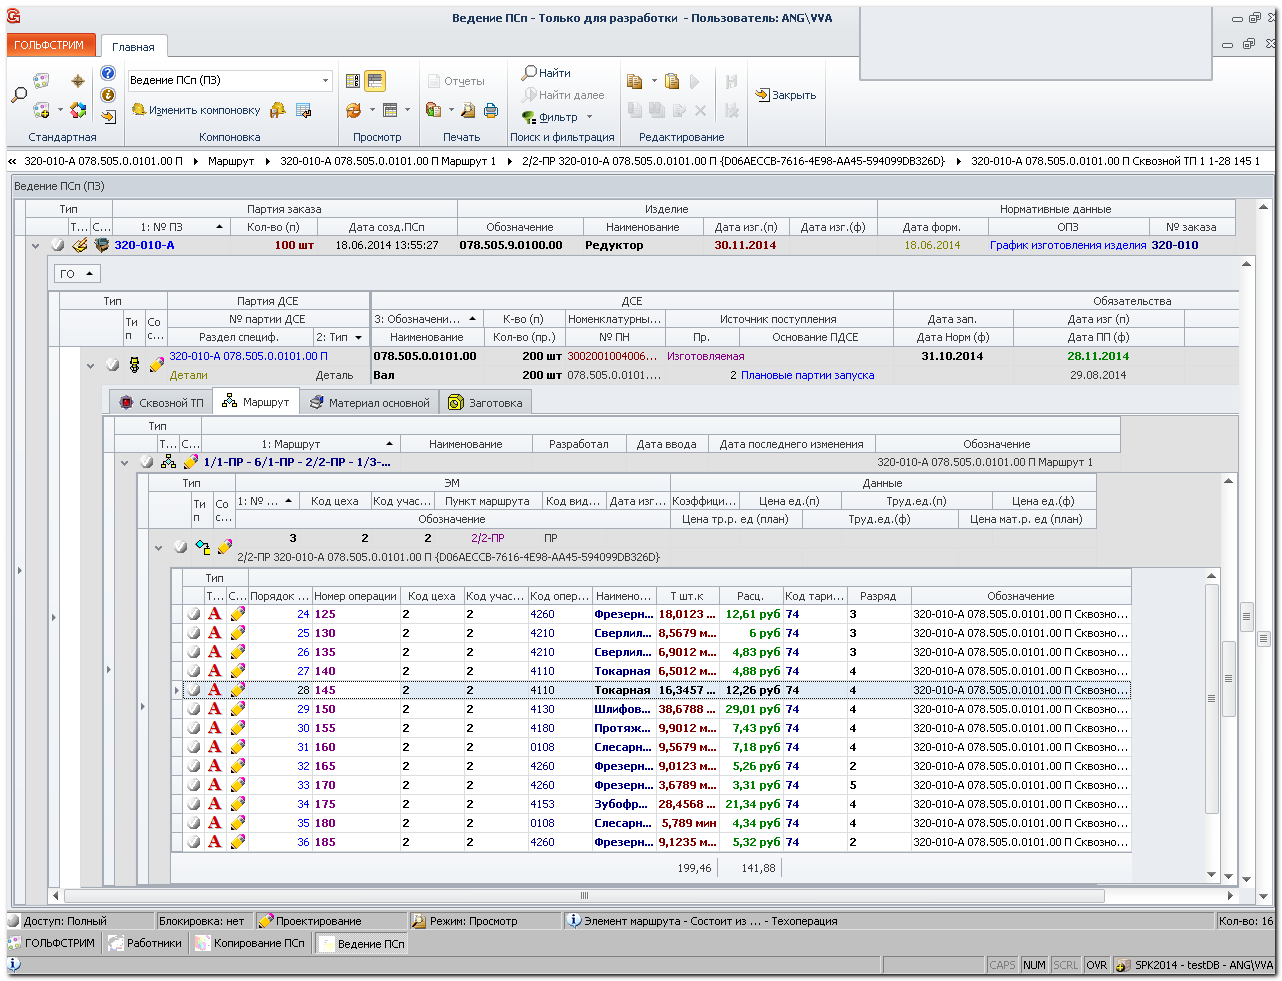 Ведение ПСп - Только для разработки - Пользователь: ANG\VVA
ГОЛЬФСТРИМ Главная
Ведение ПСп (ПЗ) Отчеты Найти
Найти далее Закрыть
Изменить компоновку Фильтр
Стандартная Компоновка Просмотр Печать Поиск и фильтрация Редактирование
« 320-010-А 078.505.0.0101.00 П Маршрут 320-010-А 078.505.0.0101.00 П Маршрут 1 2/2-ПР 320-010-А 078.505.0.0101.00 П {D06AECCB-7616-4E98-AA45-594099DB326D} 320-010-А 078.505.0.0101.00 П Сквозной ТП 1 1-28 145 1
Ведение ПСп (ПЗ)
Тип Партия заказа Изделие Нормативные данные
Т... С... 1: № ПЗ Кол-во (п) Дата созд.ПСп Обозначение Наименование Дата изг.(п) Дата изг.(ф) Дата форм. ОПЗ № заказа
320-010-А 100 шт 18.06.2014 13:55:27 078.505.9.0100.00 Редуктор 30.11.2014 18.06.2014 График изготовления изделия 320-010
ГО
Тип Партия ДСЕ ДСЕ Обязательства
Ти п Со с... № партии ДСЕ 3: Обозначени... К-во (п) Номенклатурны... Источник поступления Дата зап. Дата изг (п)
Раздел специф. 2: Тип Наименование Кол-во (пр.) № ПН Пр. Основание ПДСЕ Дата Норм (ф) Дата ПП (ф)
320-010-А 078.505.0.0101.00 П 078.505.0.0101.00 200 шт 3002001004006... Изготовляемая 31.10.2014 28.11.2014
Детали Деталь Вал 200 шт 078.505.0.0101.... 2 Плановые партии запуска 29.08.2014
Сквозной ТП Маршрут Материал основной Заготовка
Тип
Т... С... 1: Маршрут Наименование Разработал Дата ввода Дата последнего изменения Обозначение
1/1-ПР - 6/1-ПР - 2/2-ПР - 1/3-... 320-010-А 078.505.0.0101.00 П Маршрут 1
Тип ЭМ Данные
Ти п Со с... 1: № ... Код цеха Код учас... Пункт маршрута Код вид... Дата изг... Коэффици... Цена ед.(п) Труд.ед.(п) Цена ед.(ф)
Обозначение Цена тр.р. ед (план) Труд.ед.(ф) Цена мат.р. ед (план)
3 2 2 2/2-ПР ПР
2/2-ПР 320-010-А 078.505.0.0101.00 П {D06AECCB-7616-4E98-AA45-594099DB326D}
Тип
Т... С... Порядок ... Номер операции Код цеха Код учас... Код опер... Наимено... Т шт.к Расц. Код тари... Разряд Обозначение
А 24 125 2 2 4260 Фрезерн... 18,0123 ... 12,61 руб 74 3 320-010-А 078.505.0.0101.00 П Сквозно...
А 25 130 2 2 4210 Сверлил... 8,5679 м... 6 руб 74 3 320-010-А 078.505.0.0101.00 П Сквозно...
А 26 135 2 2 4210 Сверлил... 6,9012 м... 4,83 руб 74 3 320-010-А 078.505.0.0101.00 П Сквозно...
А 27 140 2 2 4110 Токарная 6,5012 м... 4,88 руб 74 4 320-010-А 078.505.0.0101.00 П Сквозно...
А 28 145 2 2 4110 Токарная 16,3457 ... 12,26 руб 74 4 320-010-А 078.505.0.0101.00 П Сквозно...
А 29 150 2 2 4130 Шлифов... 38,6788 ... 29,01 руб 74 4 320-010-А 078.505.0.0101.00 П Сквозно...
А 30 155 2 2 4180 Протяж... 9,9012 м... 7,43 руб 74 4 320-010-А 078.505.0.0101.00 П Сквозно...
А 31 160 2 2 0108 Слесарн... 9,5679 м... 7,18 руб 74 4 320-010-А 078.505.0.0101.00 П Сквозно...
А 32 165 2 2 4260 Фрезерн... 9,0123 м... 5,26 руб 74 2 320-010-А 078.505.0.0101.00 П Сквозно...
А 33 170 2 2 4260 Фрезерн... 3,6789 м... 3,31 руб 74 5 320-010-А 078.505.0.0101.00 П Сквозно...
А 34 175 2 2 4153 Зубофр... 28,4568 ... 21,34 руб 74 4 320-010-А 078.505.0.0101.00 П Сквозно...
А 35 180 2 2 0108 Слесарн... 5,789 мин 4,34 руб 74 4 320-010-А 078.505.0.0101.00 П Сквозно...
А 36 185 2 2 4260 Фрезерн... 9,1235 м... 5,32 руб 74 2 320-010-А 078.505.0.0101.00 П Сквозно...
199,46 141,88
Доступ: Полный Блокировка: нет Проектирование Режим: Просмотр Элемент маршрута - Состоит из ... - Техоперация Кол-во: 16
ГОЛЬФСТРИМ Работники Копирование ПСп Ведение ПСп
CAPS NUM SCRL OVR SPK2014 - testDB - ANG\VVA